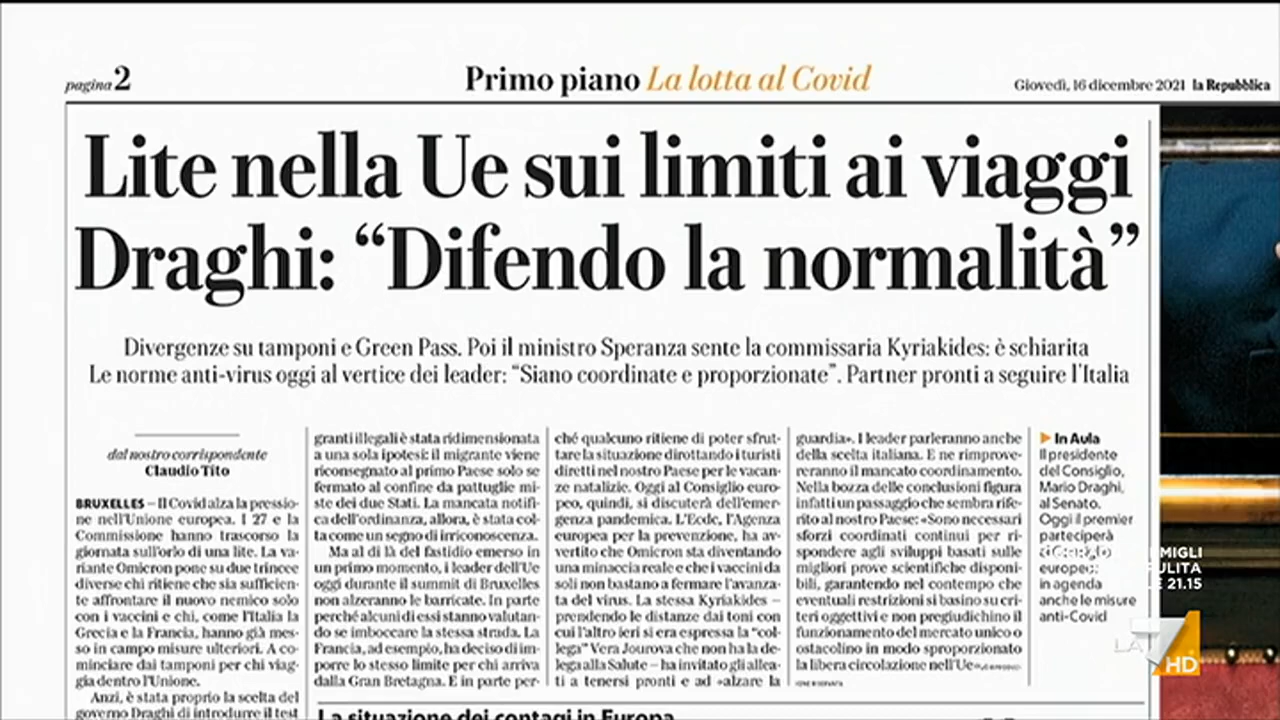 pagina 2
Primo piano La lotta al Covid
Giovedì, 16 dicembre 2021 la Repubblica
Lite nella Ue sui limiti ai viaggi
Draghi: “Difendo la normalità”
Divergenze su tamponi e Green Pass. Poi il ministro Speranza sente la commissaria Kyriakides: è schiarita
Le norme anti-virus oggi al vertice dei leader: “Siano coordinate e proporzionate”. Partner pronti a seguire l'Italia
dal nostro corrispondente
Claudio Tito
BRUXELLES – Il Covid alza la pressio-
ne nell'Unione europea. I 27 e la
Commissione hanno trascorso la
giornata sull'orlo di una lite. La va-
riante Omicron pone su due trincee
diverse chi ritiene che sia sufficien-
te affrontare il nuovo nemico solo
con i vaccini e chi, come l'Italia la
Grecia e la Francia, hanno già mes-
so in campo misure ulteriori. A co-
minciare dai tamponi per chi viag-
gia dentro l'Unione.
Anzi, è stata proprio la scelta del
governo Draghi di introdurre il test
granti illegali è stata ridimensionata
a una sola ipotesi: il migrante viene
riconsegnato al primo Paese solo se
fermato al confine da pattuglie mi-
ste dei due Stati. La mancata notifi-
ca dell'ordinanza, allora, è stata col-
ta come un segno di irriconoscenza.
Ma al di là del fastidio emerso in
un primo momento, i leader dell'Ue
oggi durante il summit di Bruxelles
non alzeranno le barricate. In parte
perché alcuni di essi stanno valutan-
do se imboccare la stessa strada. La
Francia, ad esempio, ha deciso di im-
porre lo stesso limite per chi arriva
dalla Gran Bretagna. E in parte per-
ché qualcuno ritiene di poter sfrut-
tare la situazione dirottando i turisti
diretti nel nostro Paese per le vacan-
ze natalizie. Oggi al Consiglio euro-
peo, quindi, si discuterà dell'emer-
genza pandemica. L'Ecdc, l'Agenza
europea per la prevenzione, ha av-
vertito che Omicron sta diventando
una minaccia reale e che i vaccini da
soli non bastano a fermare l'avanza-
ta del virus. La stessa Kyriakides –
prendendo le distanze dai toni con
cui l'altro ieri si era espressa la “col-
lega” Vera Jourova che non ha la de-
lega alla Salute – ha invitato gli allea-
ti a tenersi pronti e ad «alzare la
guardia». I leader parleranno anche
della scelta italiana. E ne rimprove-
reranno il mancato coordinamento.
Nella bozza delle conclusioni figura
infatti un passaggio che sembra rife-
rito al nostro Paese: «Sono necessari
sforzi coordinati continui per ri-
spondere agli sviluppi basati sulle
migliori prove scientifiche disponi-
bili, garantendo nel contempo che
eventuali restrizioni si basino su cri-
teri oggettivi e non pregiudichino il
funzionamento del mercato unico o
ostacolino in modo sproporzionato
la libera circolazione nell'Ue».
In Aula
Il presidente
del Consiglio,
Mario Draghi,
al Senato.
Oggi il premier
parteciperà
europeo:
in agenda
anche le misure
anti-Covid
La situazione dei contagi in Europa
MIGLI
ULITA
21.15
LA7
HD